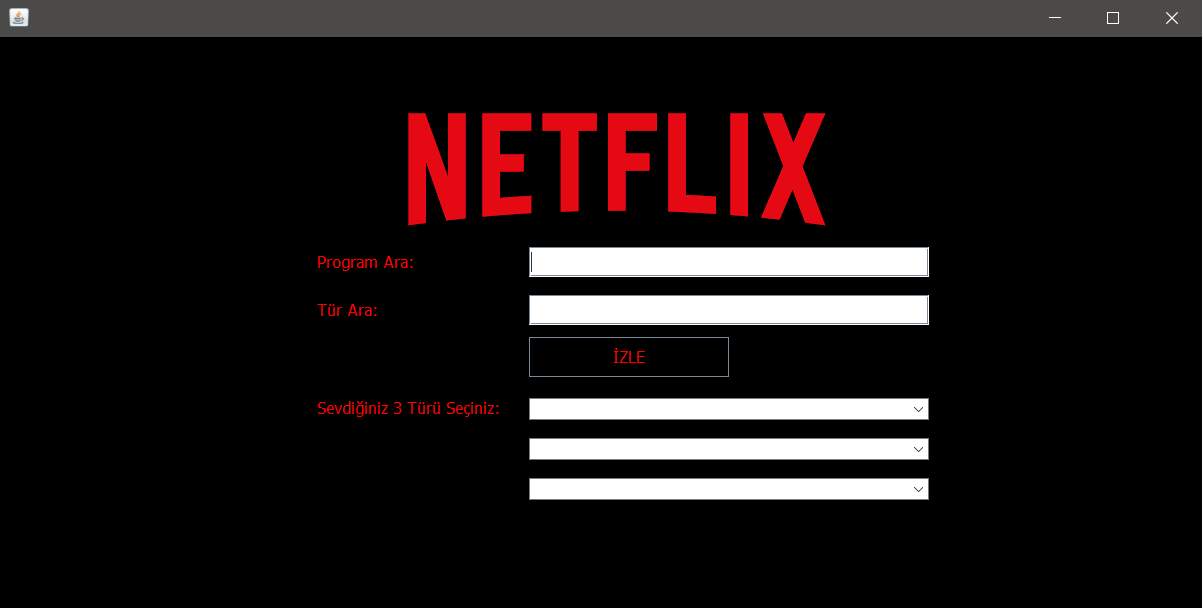 NETFLIX
Program Ara:
Tür Ara:
İZLE
Sevdiğiniz 3 Türü Seçiniz: